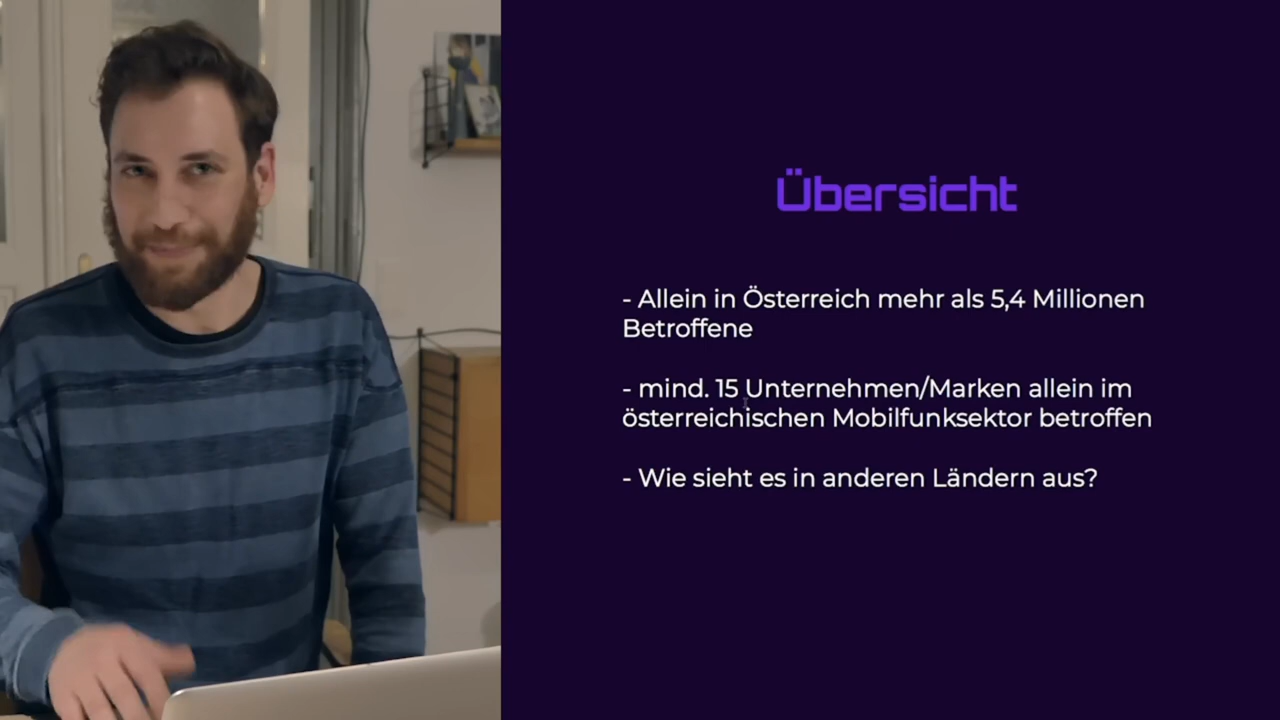 Übersicht
- Allein in Österreich mehr als 5,4 Millionen
Betroffene
- mind. 15 Unternehmen/Marken allein im
österreichischen Mobilfunksektor betroffen
- Wie sieht es in anderen Ländern aus?